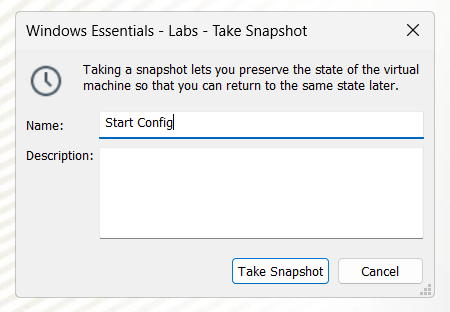 Windows Essentials - Labs - Take Snapshot
Taking a snapshot lets you preserve the state of the virtual
machine so that you can return to the same state later.
Name: Start Config
Description:
Take Snapshot Cancel